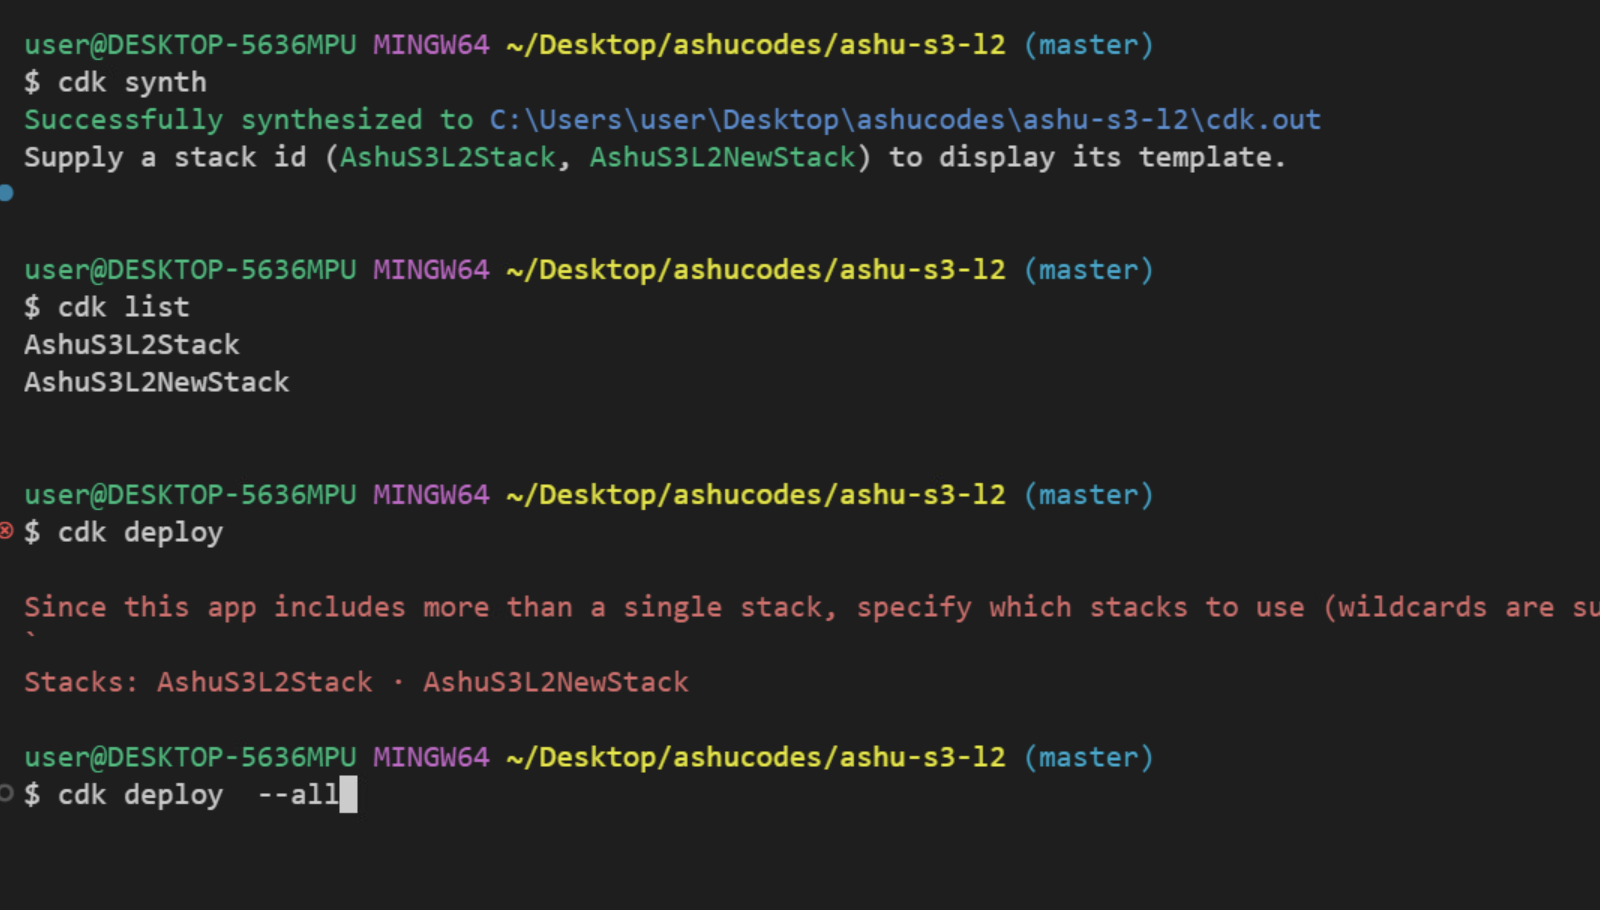 user@DESKTOP-5636MPU MINGW64 ~/Desktop/ashucodes/ashu-s3-l2 (master)
$ cdk synth
Successfully synthesized to C:\Users\user\Desktop\ashucodes\ashu-s3-l2\cdk.out
Supply a stack id (AshuS3L2Stack, AshuS3L2NewStack) to display its template.
user@DESKTOP-5636MPU MINGW64 ~/Desktop/ashucodes/ashu-s3-l2 (master)
$ cdk list
AshuS3L2Stack
AshuS3L2NewStack
user@DESKTOP-5636MPU MINGW64 ~/Desktop/ashucodes/ashu-s3-l2 (master)
$ cdk deploy
Since this app includes more than a single stack, specify which stacks to use (wildcards are su
`
Stacks: AshuS3L2Stack · AshuS3L2NewStack
user@DESKTOP-5636MPU MINGW64 ~/Desktop/ashucodes/ashu-s3-l2 (master)
$ cdk deploy  --all